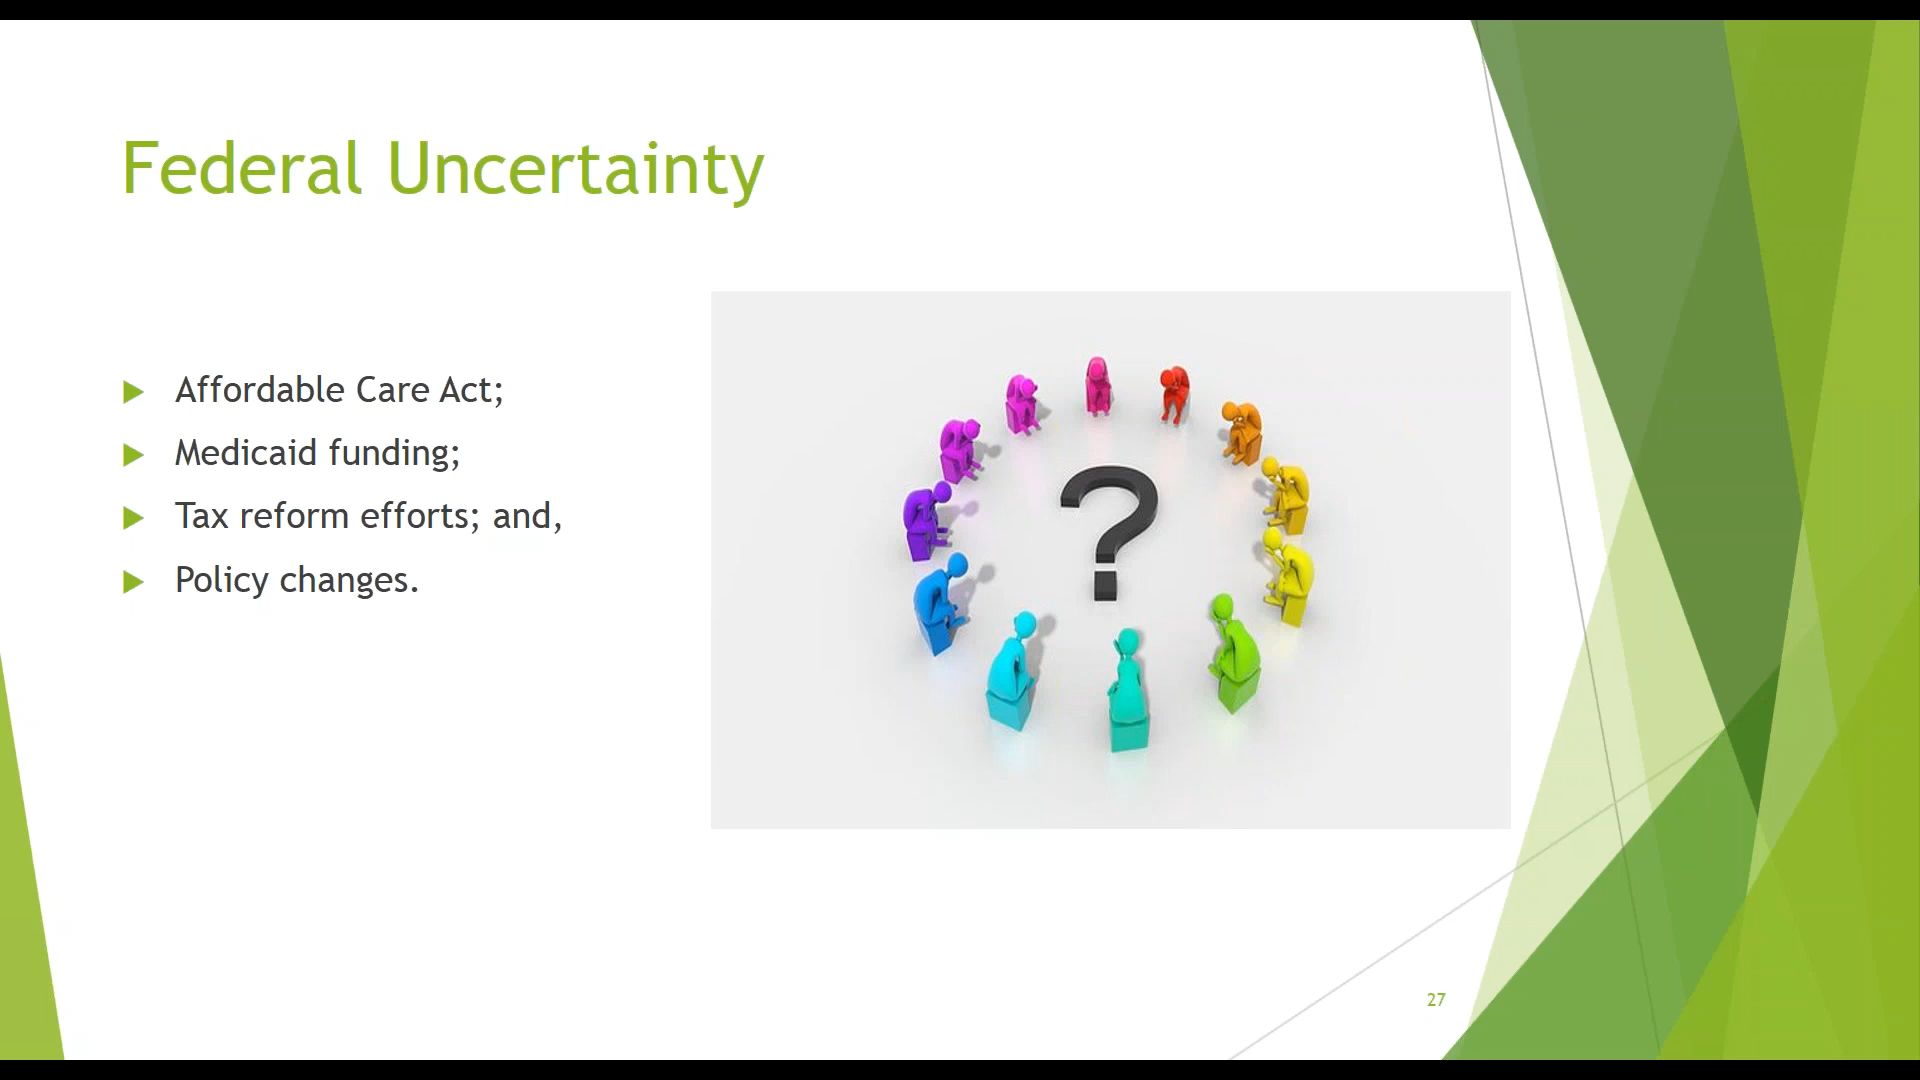 Federal Uncertainty
Affordable Care Act;
Medicaid funding;
Tax reform efforts; and,
Policy changes.
?
27